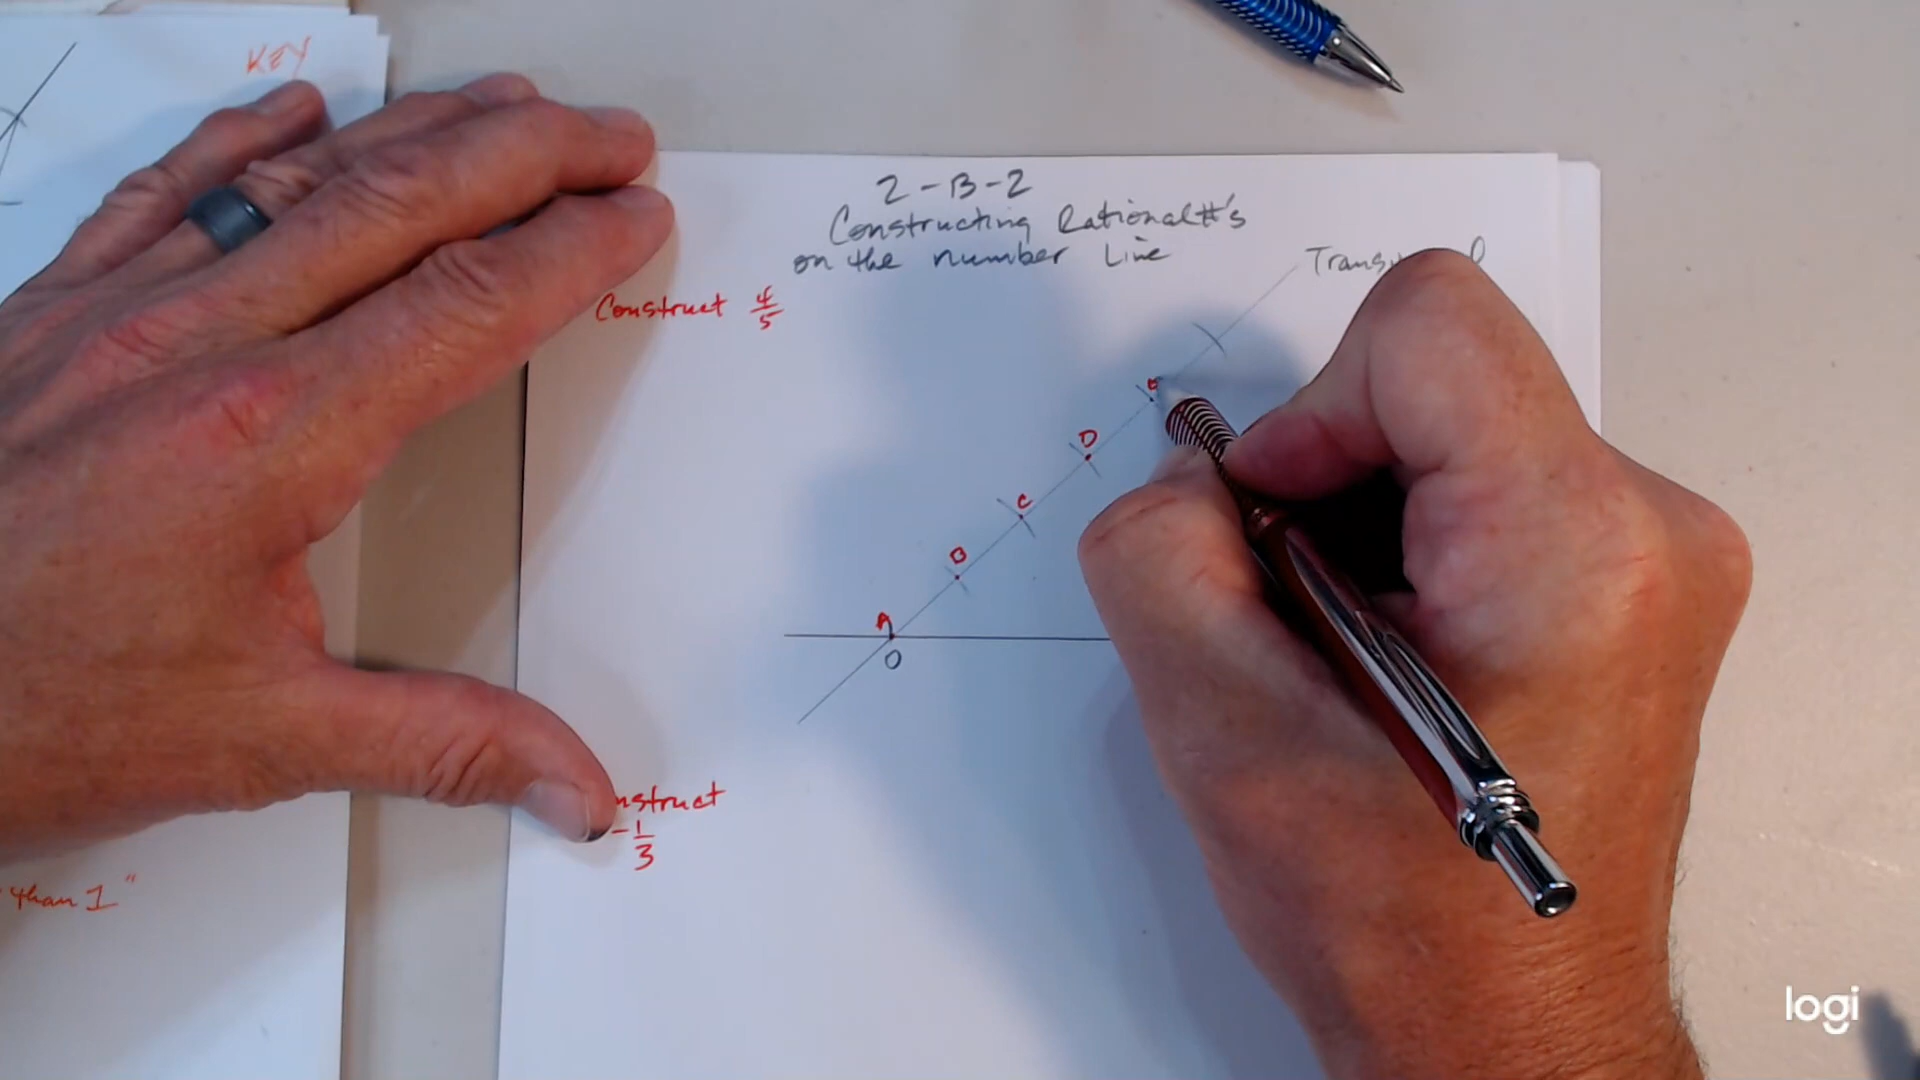 KEY
2-B-2
Constructing Rational #'s
on the number Line
Construct 4/5
D
C
B
A
0
nstruct
-1/3
than 1"
logi